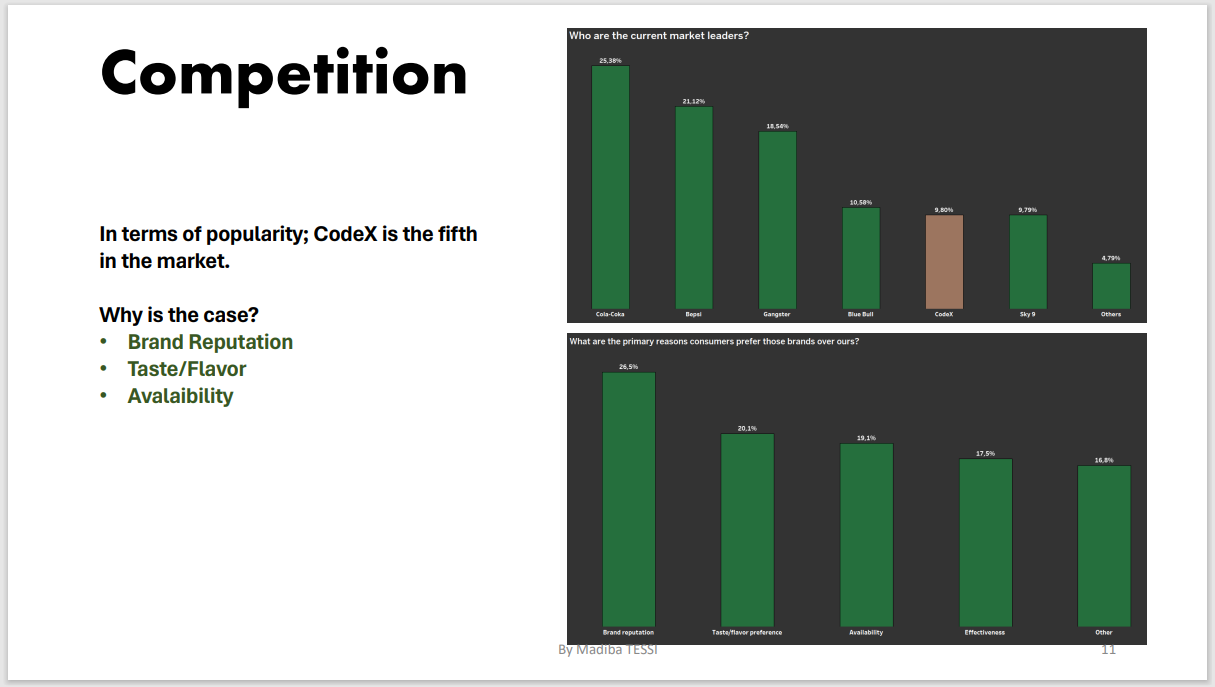 Competition
In terms of popularity; CodeX is the fifth
in the market.
Why is the case?
• Brand Reputation
• Taste/Flavor
• Avalaibility
Who are the current market leaders?
25,38%
21,12%
18,54%
10,58%
9,80%
9,79%
4,79%
Cola-Coka Bepsi Gangster Blue Bull CodeX Sky 9 Others
What are the primary reasons consumers prefer those brands over ours?
26,5%
20,1%
19,1%
17,5%
16,8%
Brand reputation Taste/flavor preference Availability Effectiveness Other
By Madiba TESSI 11